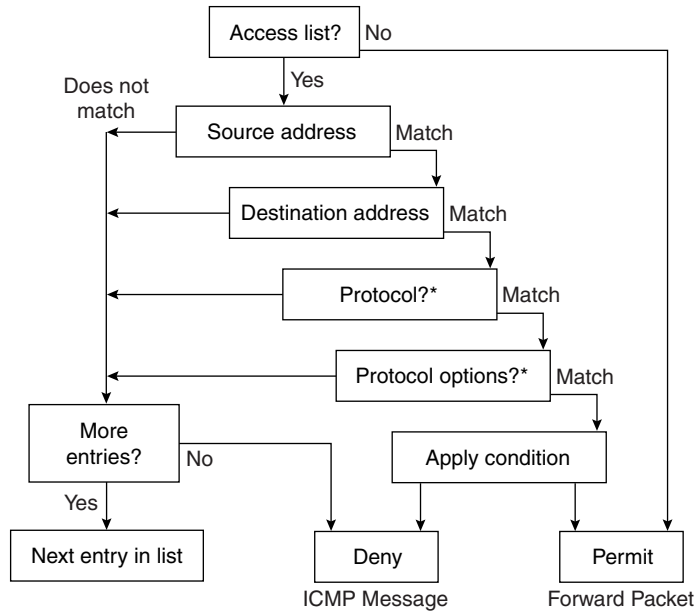 Access list?
No
Yes
Does not
match
Source address
Match
Destination address
Match
Protocol?*
Match
Protocol options?*
Match
More
entries?
No
Apply condition
Yes
Next entry in list
Deny
Permit
ICMP Message
Forward Packet